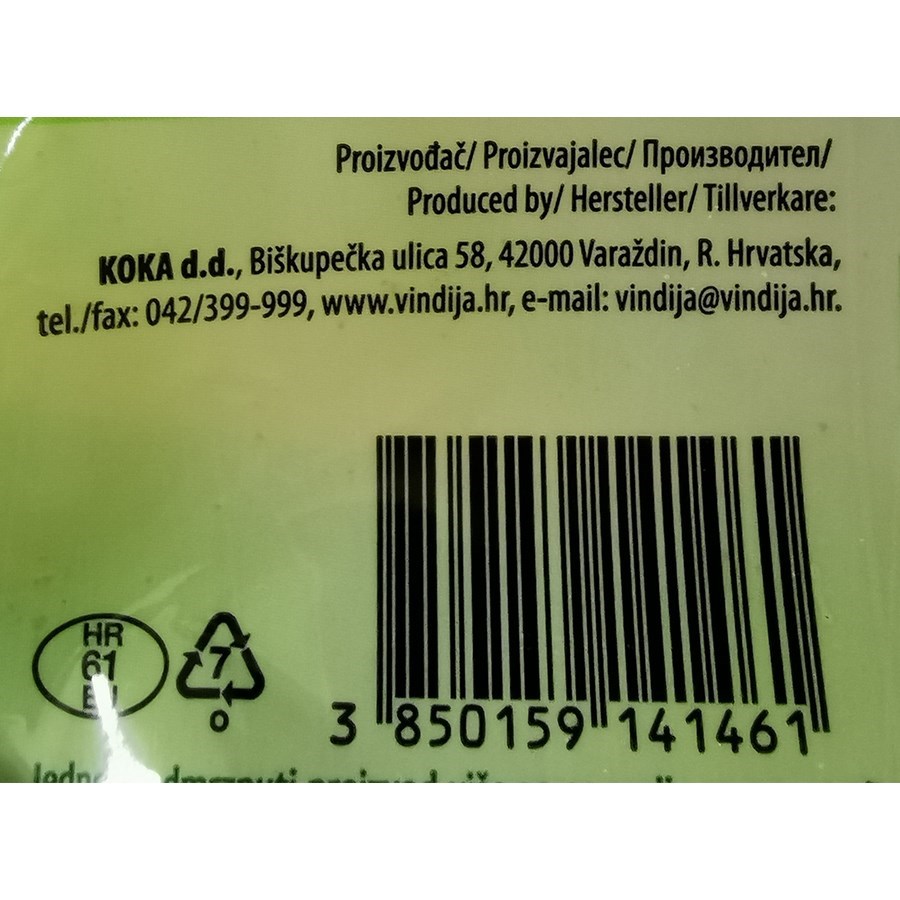 Proizvođač/ Proizvajalec/ Производител/
Produced by/ Hersteller/ Tillverkare:
KOKA d.d., Biškupečka ulica 58, 42000 Varaždin, R. Hrvatska,
tel./fax: 042/399-999, www.vindija.hr, e-mail: vindija@vindija.hr.
HR
61
7
O
3 850159 141461